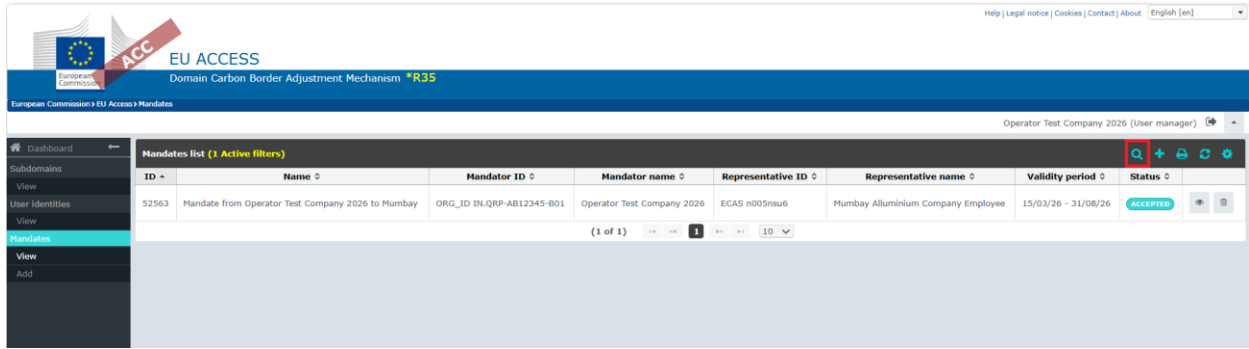 Help | Legal notice | Cookies | Contact | About English [en]
ACC
EU ACCESS
European
Commission
Domain Carbon Border Adjustment Mechanism *R35
European Commission > EU Access > Mandates
Operator Test Company 2026 (User manager)
Dashboard
Mandates list (1 Active filters)
Subdomains
View
User identities
View
Mandates
View
Add
ID Name Mandator ID Mandator name Representative ID Representative name Validity period Status
52563 Mandate from Operator Test Company 2026 to Mumbay ORG_ID IN.QRP-AB12345-B01 Operator Test Company 2026 ECAS n005nsu6 Mumbay Alluminium Company Employee 15/03/26 - 31/08/26 ACCEPTED
(1 of 1) 1 10